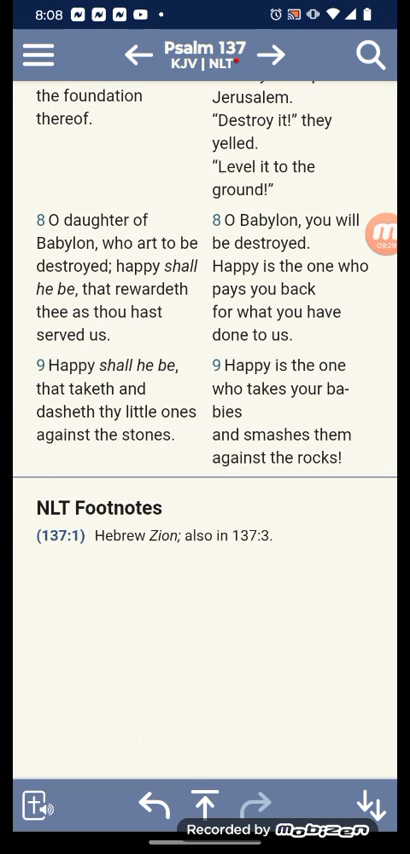 8:08
Psalm 137
KJV | NLT
the foundation
thereof.
Jerusalem.
“Destroy it!” they
yelled.
“Level it to the
ground!”
8 O daughter of
Babylon, who art to be
destroyed; happy shall
he be, that rewardeth
thee as thou hast
served us.
8 O Babylon, you will
be destroyed.
Happy is the one who
pays you back
for what you have
done to us.
09:29
9 Happy shall he be,
that taketh and
dasheth thy little ones
against the stones.
9 Happy is the one
who takes your ba-
bies
and smashes them
against the rocks!
NLT Footnotes
(137:1) Hebrew Zion; also in 137:3.
Recorded by Mobizen